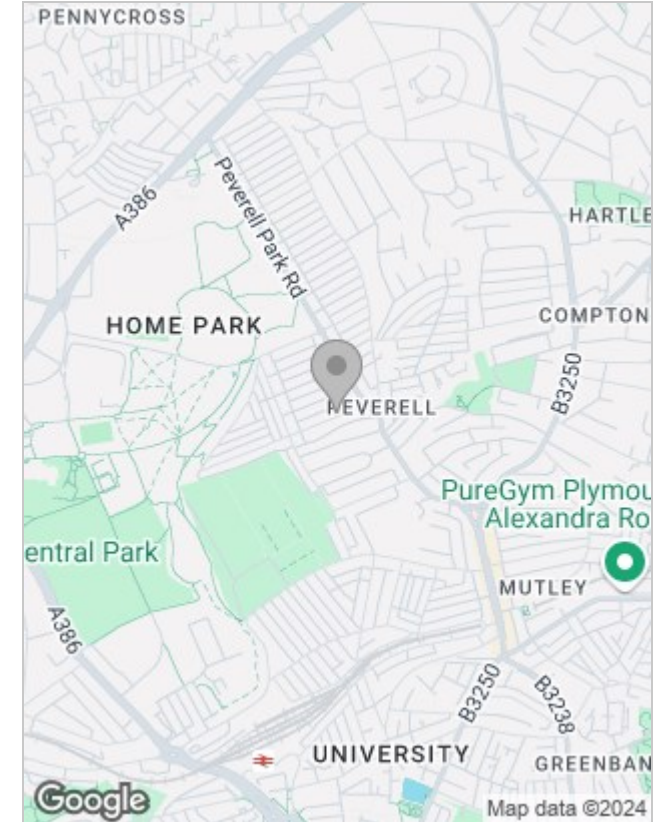 PENNYCROSS
A386
Peverell Park Rd
HARTLE
HOME PARK
COMPTON
B3250
PEVERELL
PureGym Plymou
Alexandra Ro
entral Park
MUTLEY
A386
B3250
B3238
UNIVERSITY
GREENBAN
Google
Map data ©2024